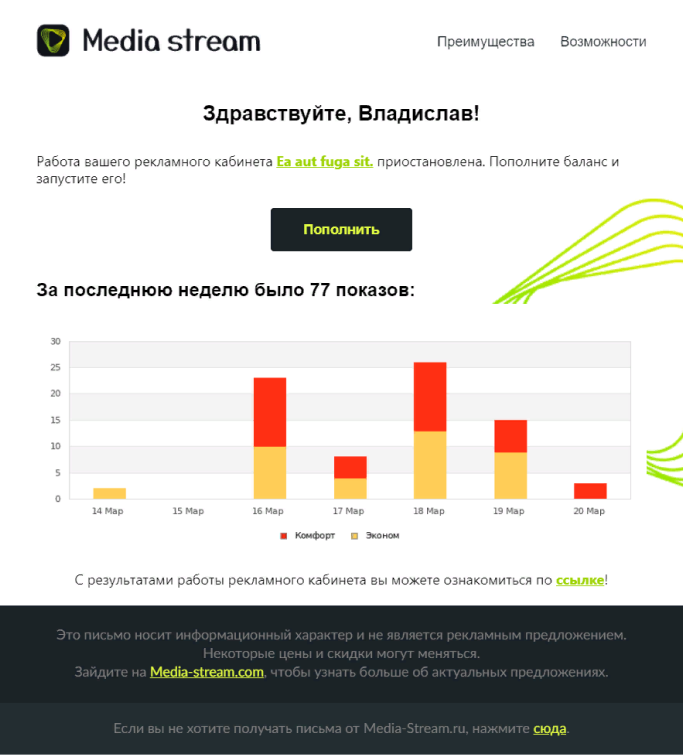 Media stream
Преимущества Возможности
Здравствуйте, Владислав!
Работа вашего рекламного кабинета Ea aut fuga sit. приостановлена. Пополните баланс и
запустите его!
Пополнить
За последнюю неделю было 77 показов:
30
25
20
15
10
5
0
14 Мар 15 Мар 16 Мар 17 Мар 18 Мар 19 Мар 20 Мар
Комфорт Эконом
С результатами работы рекламного кабинета вы можете ознакомиться по ссылке!
Это письмо носит информационный характер и не является рекламным предложением.
Некоторые цены и скидки могут меняться.
Зайдите на Media-stream.com, чтобы узнать больше об актуальных предложениях.
Если вы не хотите получать письма от Media-Stream.ru, нажмите сюда.